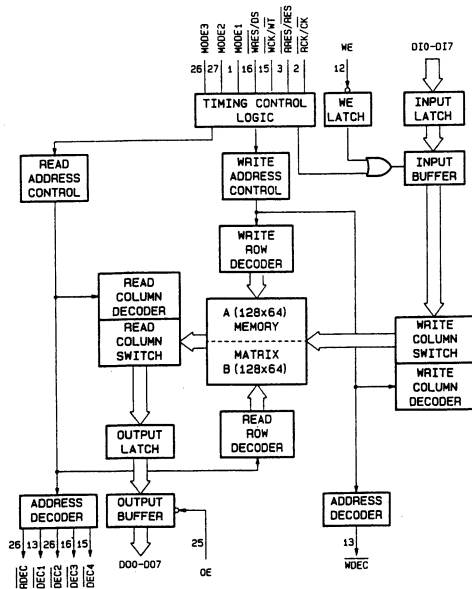 MODE3
MODE2
MODE1
WRES/DS
WCK/WT
RRES/RES
RCK/CK
26
27
1
16
15
3
2
WE
12
DI0-DI7
TIMING CONTROL
LOGIC
WE
LATCH
INPUT
LATCH
READ
ADDRESS
CONTROL
WRITE
ADDRESS
CONTROL
INPUT
BUFFER
WRITE
ROW
DECODER
READ
COLUMN
DECODER
READ
COLUMN
SWITCH
A (128x64)
MEMORY
MATRIX
B (128x64)
WRITE
COLUMN
SWITCH
WRITE
COLUMN
DECODER
READ
ROW
DECODER
OUTPUT
LATCH
ADDRESS
DECODER
OUTPUT
BUFFER
ADDRESS
DECODER
26
13
26
16
15
RDEC
DEC1
DEC2
DEC3
DEC4
DO0-DO7
25
OE
13
WDEC